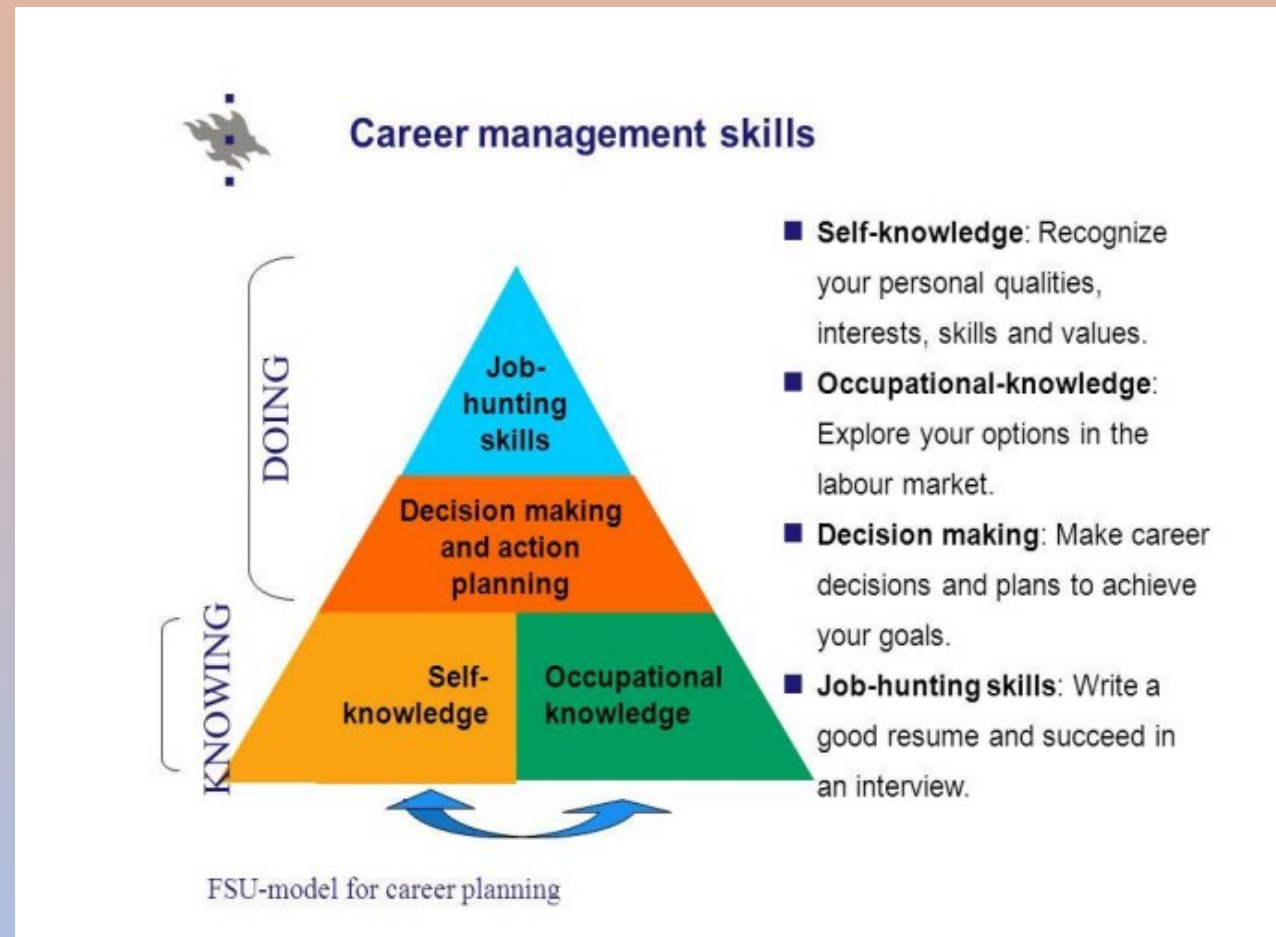 Career management skills
DOING
Job-
hunting
skills
Decision making
and action
planning
KNOWING
Self-
knowledge
Occupational
knowledge
FSU-model for career planning
■ Self-knowledge: Recognize
your personal qualities,
interests, skills and values.
■ Occupational-knowledge:
Explore your options in the
labour market.
■ Decision making: Make career
decisions and plans to achieve
your goals.
■ Job-hunting skills: Write a
good resume and succeed in
an interview.